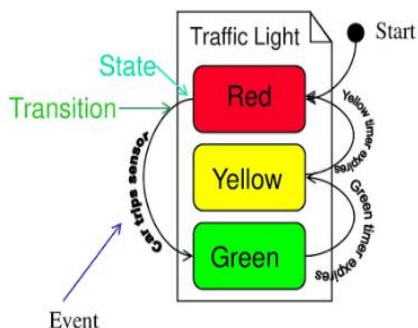 Traffic Light
Start
State
Red
Transition
Yellow timer expires
Car trips sensor
Yellow
Green timer expires
Green
Event